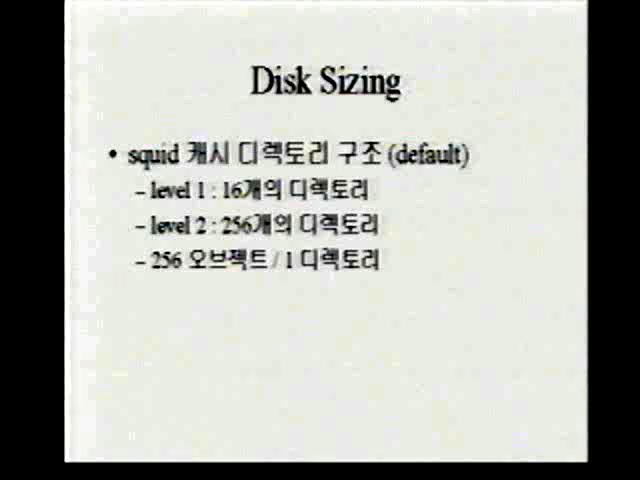 Disk Sizing
• squid 캐시 디렉토리 구조 (default)
– level 1 : 16개의 디렉토리
– level 2 : 256개의 디렉토리
– 256 오브젝트 / 1 디렉토리